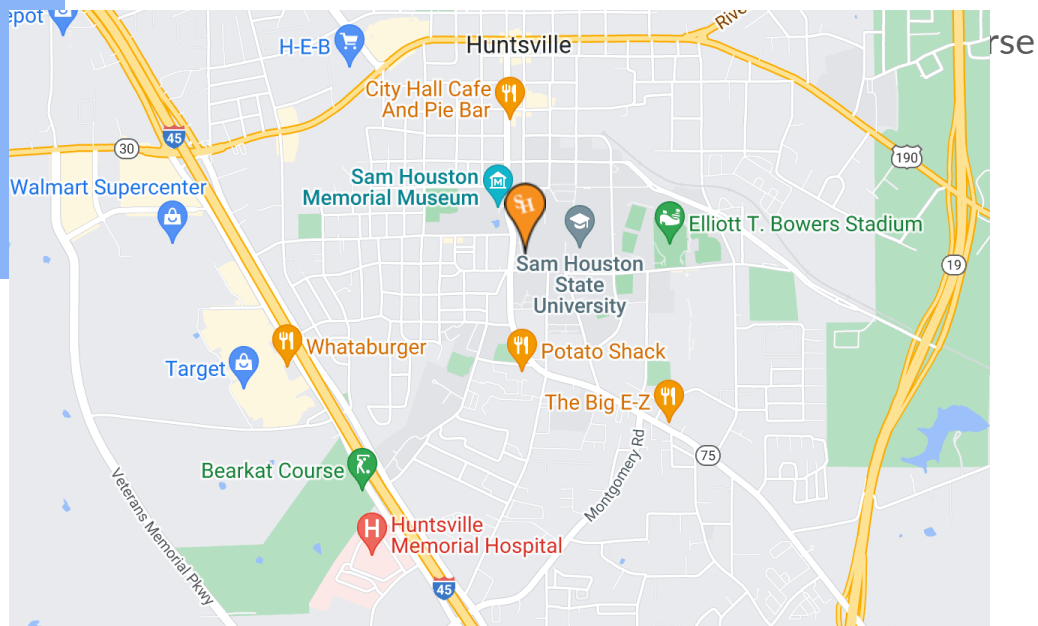 epot
Rive
rse
H-E-B
Huntsville
City Hall Cafe
And Pie Bar
45
30
190
Sam Houston
Memorial Museum
Walmart Supercenter
M
SH
Elliott T. Bowers Stadium
Sam Houston
State
University
19
Whataburger
Potato Shack
Target
The Big E-Z
75
Montgomery Rd
Bearkat Course
Veterans Memorial Pkwy
H
Huntsville
Memorial Hospital
45